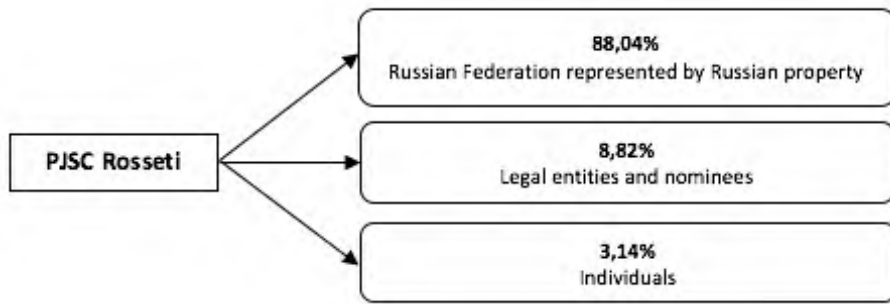 88,04%
Russian Federation represented by Russian property
PJSC Rosseti
8,82%
Legal entities and nominees
3,14%
Individuals